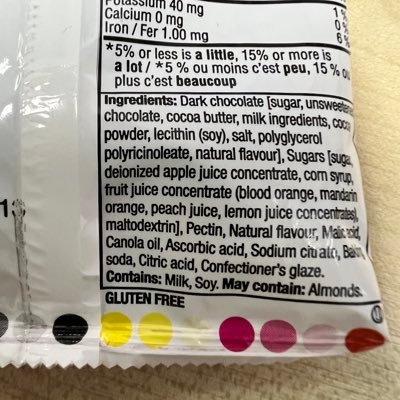 Potassium 40 mg 1 %
Calcium 0 mg 0 %
Iron / Fer 1.00 mg 6 %
*5% or less is a little, 15% or more is
a lot / *5 % ou moins c'est peu, 15 % ou
plus c'est beaucoup
Ingredients: Dark chocolate [sugar, unsweetened
chocolate, cocoa butter, milk ingredients, cocoa
powder, lecithin (soy), salt, polyglycerol
polyricinoleate, natural flavour], Sugars [sugar,
deionized apple juice concentrate, corn syrup,
fruit juice concentrate (blood orange, mandarin
orange, peach juice, lemon juice concentrates),
maltodextrin], Pectin, Natural flavour, Malic acid,
Canola oil, Ascorbic acid, Sodium citrate, Baking
soda, Citric acid, Confectioner's glaze.
Contains: Milk, Soy. May contain: Almonds.
GLUTEN FREE